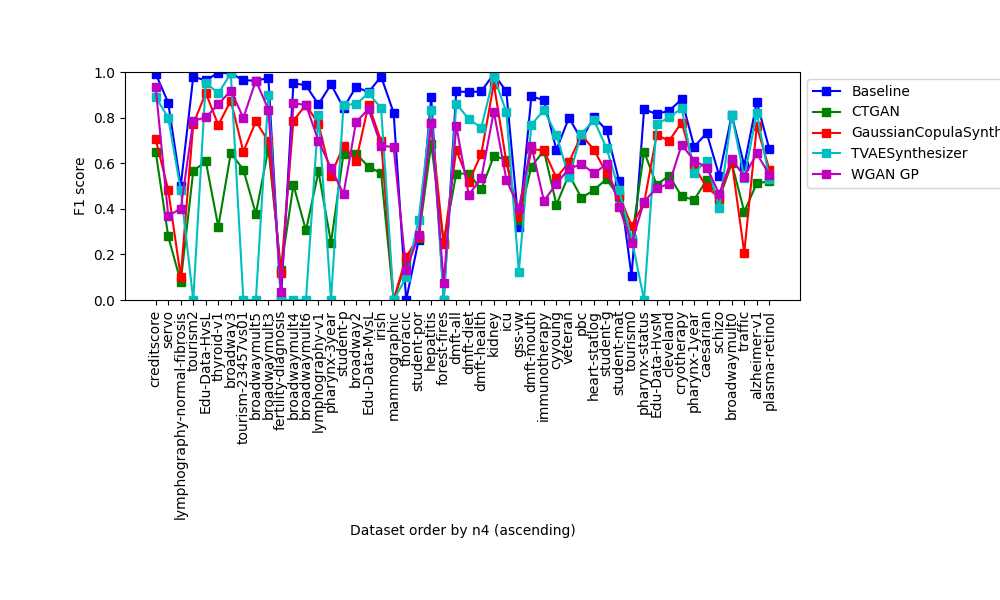 1.0
0.8
0.6
0.4
0.2
0.0
F1 score
Baseline
CTGAN
GaussianCopulaSynth
TVAESynthesizer
WGAN GP
creditscore
servo
lymphography-normal-fibrosis
tourism2
Edu-Data-HvsL
thyroid-v1
broadway3
tourism-23457vs01
broadwaymult5
broadwaymult3
fertility-diagnosis
broadwaymult4
broadwaymult6
lymphography-v1
pharynx-3year
student-p
broadway2
Edu-Data-MvsL
irish
mammographic
thoracic
student-por
hepatitis
forest-fires
dmft-all
dmft-diet
dmft-health
kidney
icu
gss-vw
dmft-mouth
immunotherapy
cyyoung
veteran
pbc
heart-statlog
student-g
student-mat
tourism0
pharynx-status
Edu-Data-HvsM
cleveland
cryotherapy
pharynx-1year
caesarian
schizo
broadwaymult0
traffic
alzheimer-v1
plasma-retinol
Dataset order by n4 (ascending)